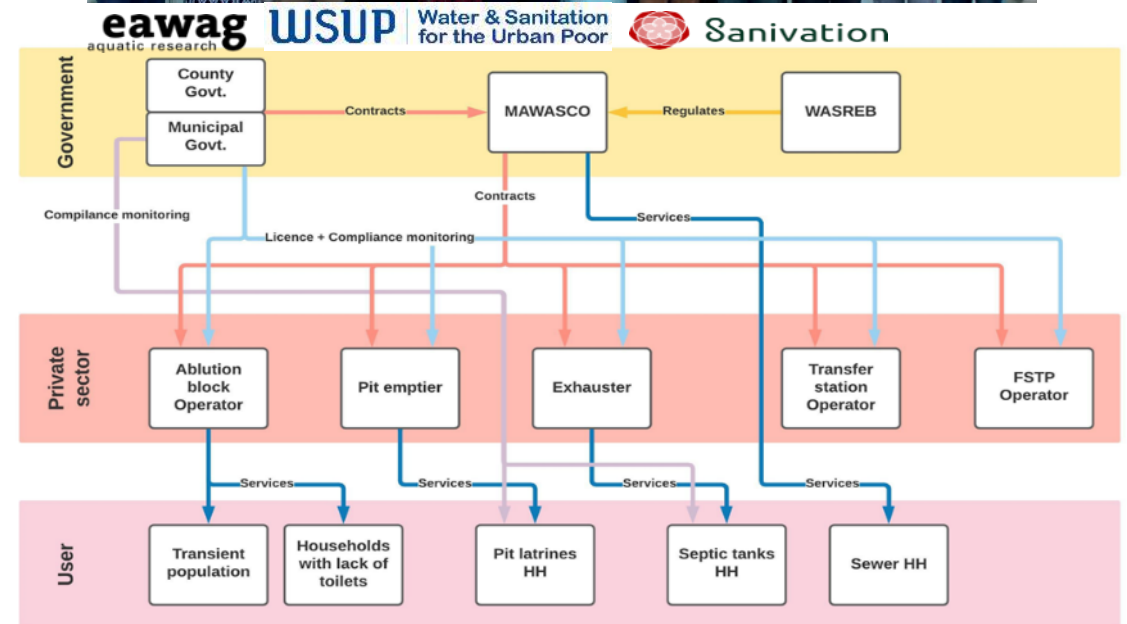 eawag
aquatic research
WSUP
Water & Sanitation
for the Urban Poor
Sanivation
Government
County
Govt.
Municipal
Govt.
Contracts
MAWASCO
Regulates
WASREB
Contracts
Compilance monitoring
Services
Licence + Compliance monitoring
Private
sector
Ablution
block
Operator
Pit emptier
Exhauster
Transfer
station
Operator
FSTP
Operator
Services
Services
Services
Services
User
Transient
population
Households
with lack of
toilets
Pit latrines
HH
Septic tanks
HH
Sewer HH